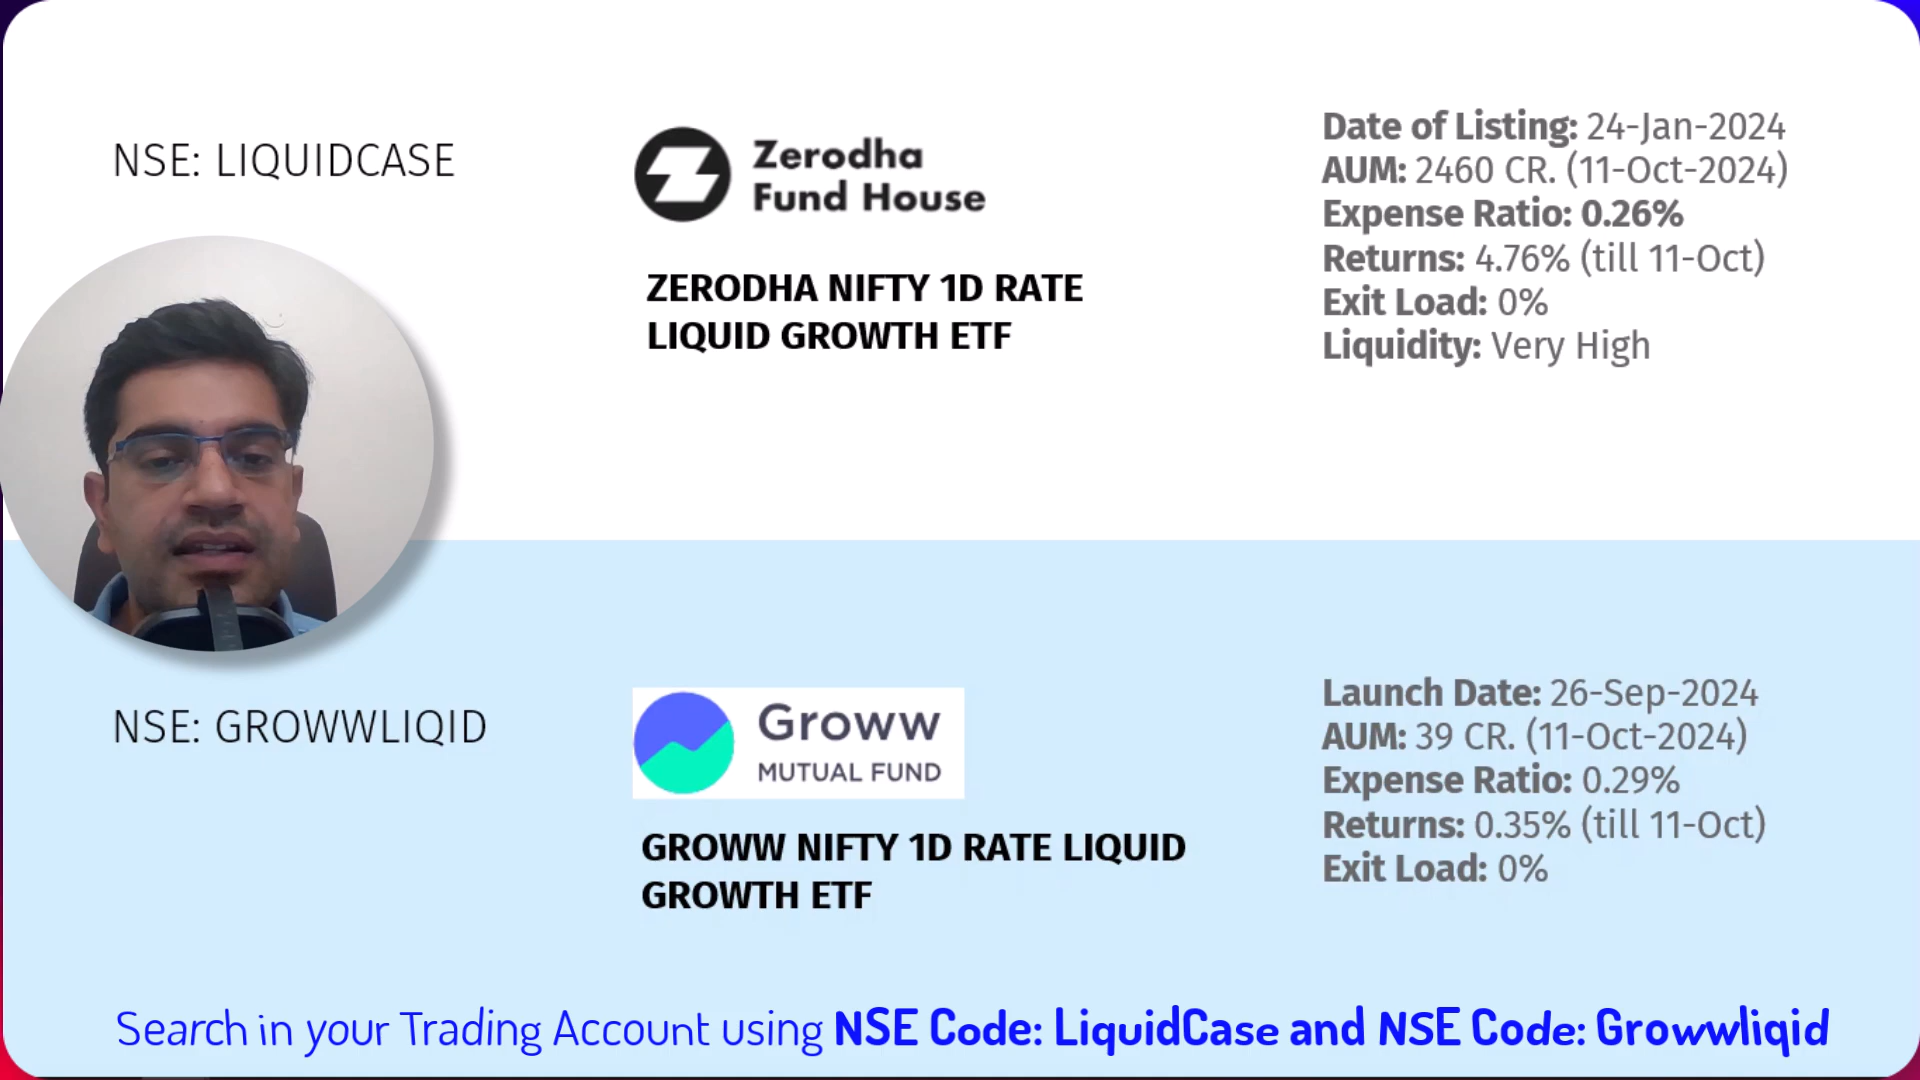 NSE: LIQUIDCASE
Zerodha
Fund House
ZERODHA NIFTY 1D RATE
LIQUID GROWTH ETF
Date of Listing: 24-Jan-2024
AUM: 2460 CR. (11-Oct-2024)
Expense Ratio: 0.26%
Returns: 4.76% (till 11-Oct)
Exit Load: 0%
Liquidity: Very High
NSE: GROWWLIQID
Groww
MUTUAL FUND
GROWW NIFTY 1D RATE LIQUID
GROWTH ETF
Launch Date: 26-Sep-2024
AUM: 39 CR. (11-Oct-2024)
Expense Ratio: 0.29%
Returns: 0.35% (till 11-Oct)
Exit Load: 0%
Search in your Trading Account using NSE Code: LiquidCase and NSE Code: Growwliqid